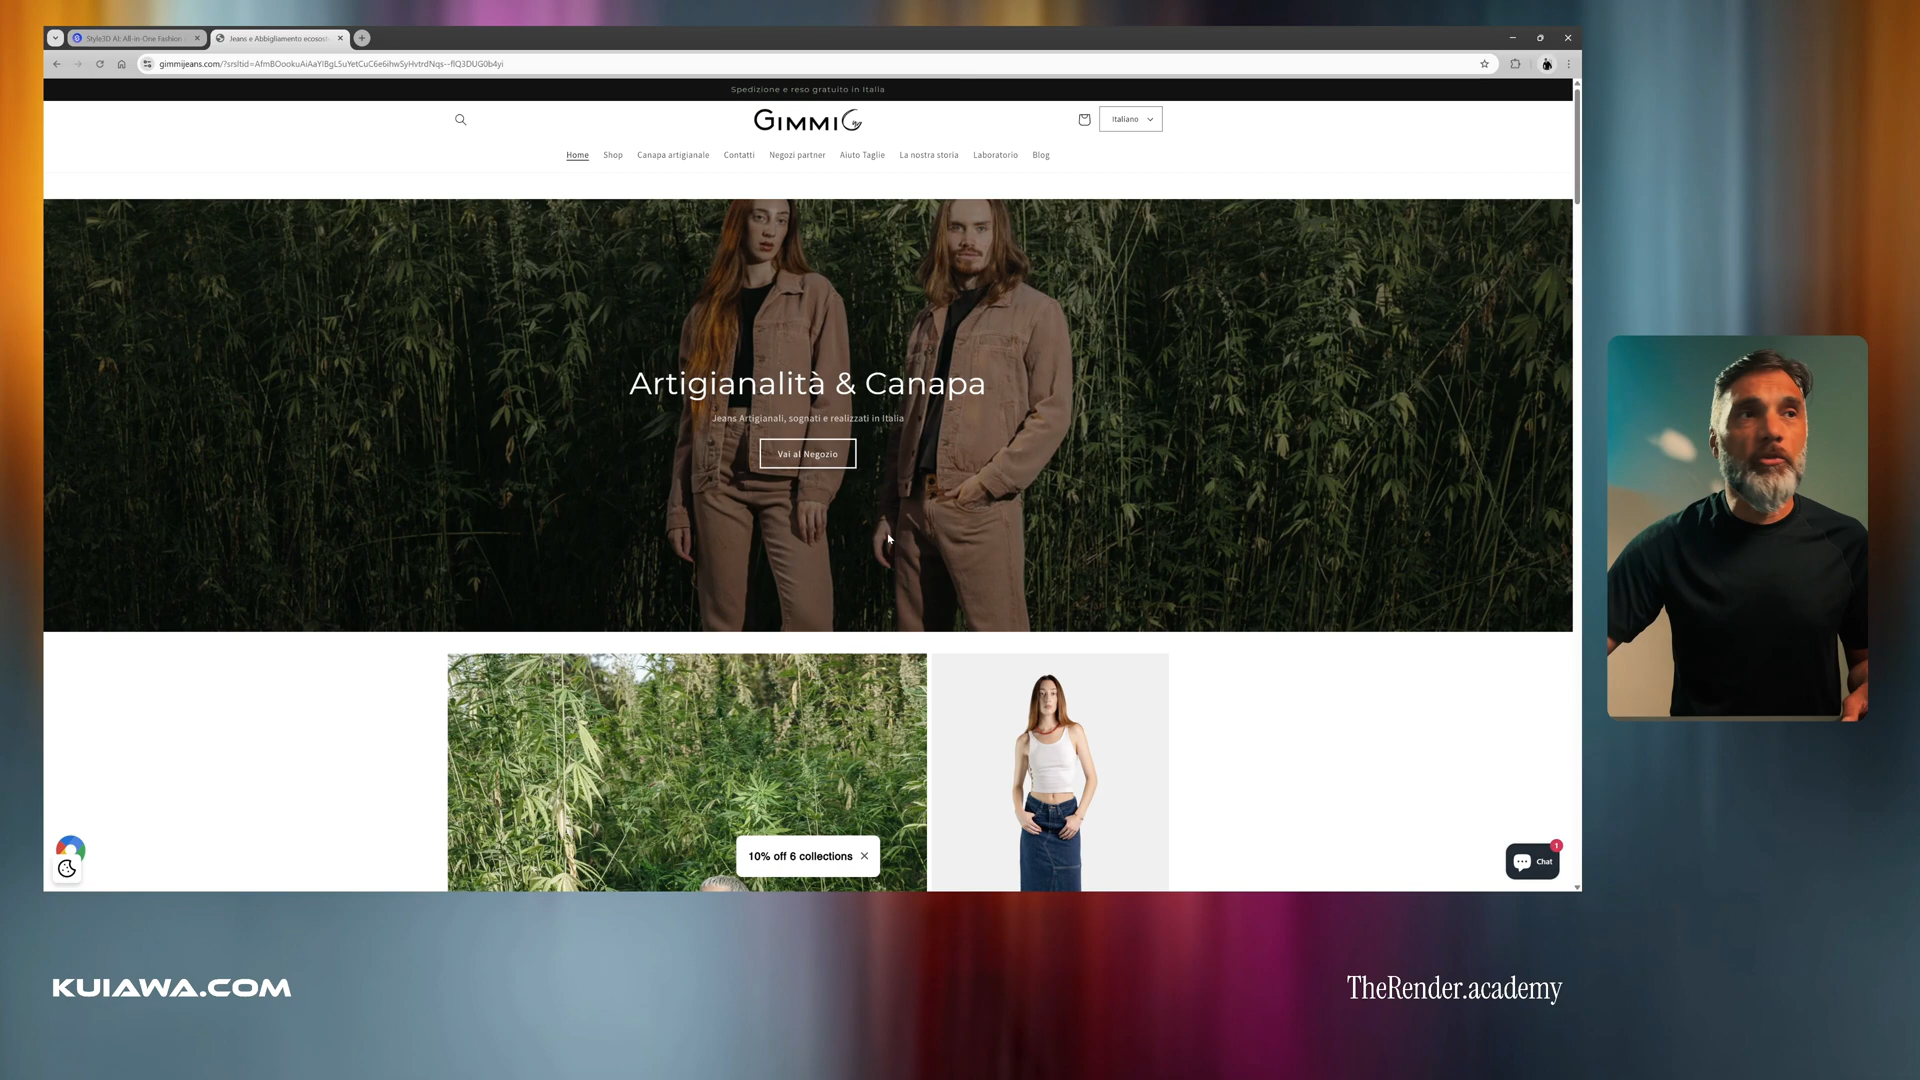 Style3D AI: All-in-One Fashion
Jeans e Abbigliamento ecosost
gimmijeans.com/?srsltid=AfmBOookuAiAaYIBgL5uYetCuC6e6ihwSyHvtrdNqs--flQ3DUG0b4yi
Spedizione e reso gratuito in Italia
GIMMI
Italiano
Home Shop Canapa artigianale Contatti Negozi partner Aiuto Taglie La nostra storia Laboratorio Blog
Artigianalità & Canapa
Jeans Artigianali, sognati e realizzati in Italia
Vai al Negozio
10% off 6 collections
1
Chat
KUIAWA.COM
TheRender.academy